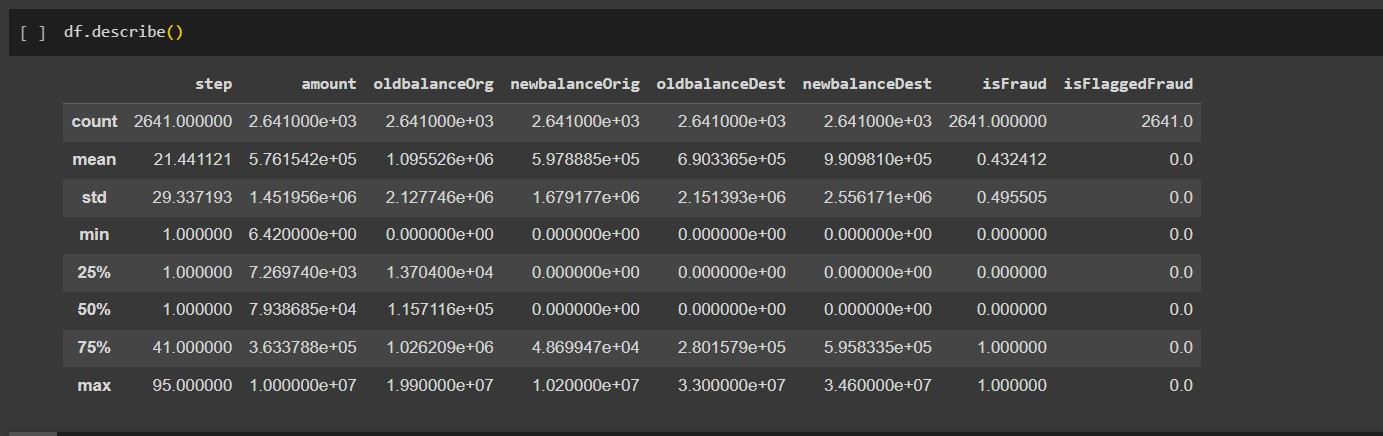 [ ] df.describe()
step amount oldbalanceOrg newbalanceOrig oldbalanceDest newbalanceDest isFraud isFlaggedFraud
count 2641.000000 2.641000e+03 2.641000e+03 2.641000e+03 2.641000e+03 2.641000e+03 2641.000000 2641.0
mean 21.441121 5.761542e+05 1.095526e+06 5.978885e+05 6.903365e+05 9.909810e+05 0.432412 0.0
std 29.337193 1.451956e+06 2.127746e+06 1.679177e+06 2.151393e+06 2.556171e+06 0.495505 0.0
min 1.000000 6.420000e+00 0.000000e+00 0.000000e+00 0.000000e+00 0.000000e+00 0.000000 0.0
25% 1.000000 7.269740e+03 1.370400e+04 0.000000e+00 0.000000e+00 0.000000e+00 0.000000 0.0
50% 1.000000 7.938685e+04 1.157116e+05 0.000000e+00 0.000000e+00 0.000000e+00 0.000000 0.0
75% 41.000000 3.633788e+05 1.026209e+06 4.869947e+04 2.801579e+05 5.958335e+05 1.000000 0.0
max 95.000000 1.000000e+07 1.990000e+07 1.020000e+07 3.300000e+07 3.460000e+07 1.000000 0.0